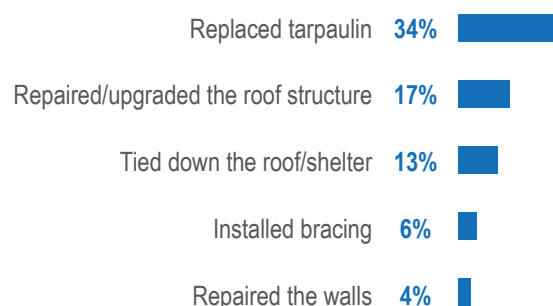 Replaced tarpaulin 34%
Repaired/upgraded the roof structure 17%
Tied down the roof/shelter 13%
Installed bracing 6%
Repaired the walls 4%